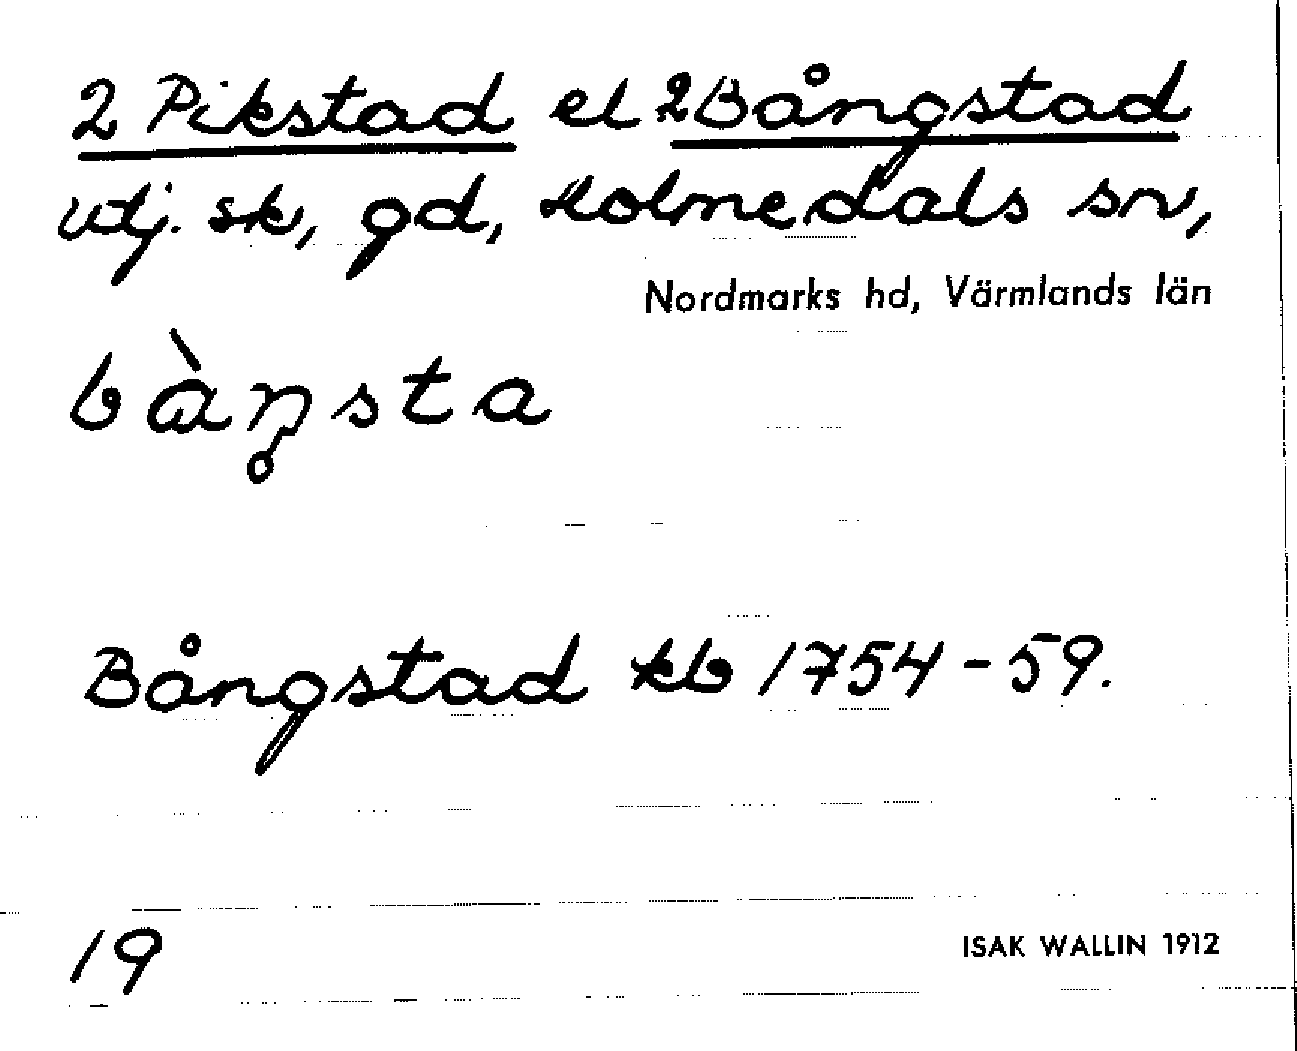 2 Pikstad el 2 Bångstad
utj. sk, gd, Holmedals sn,
Nordmarks hd, Värmlands län
bàŋsta
Bångstad kb 1754-59.
19
ISAK WALLIN 1912